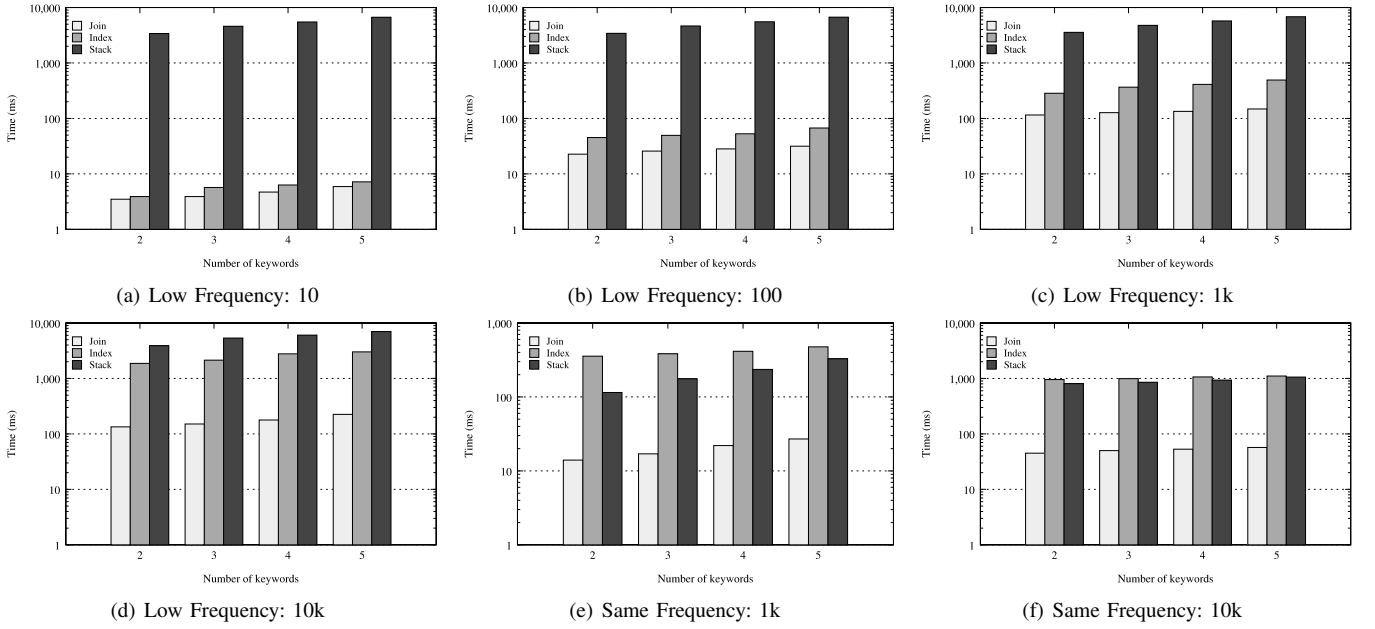 10,000
1,000
100
10
1
Time (ms)
Join
Index
Stack
2 3 4 5
Number of keywords
(a) Low Frequency: 10
10,000
1,000
100
10
1
Time (ms)
Join
Index
Stack
2 3 4 5
Number of keywords
(b) Low Frequency: 100
10,000
1,000
100
10
1
Time (ms)
Join
Index
Stack
2 3 4 5
Number of keywords
(c) Low Frequency: 1k
10,000
1,000
100
10
1
Time (ms)
Join
Index
Stack
2 3 4 5
Number of keywords
(d) Low Frequency: 10k
1,000
100
10
1
Time (ms)
Join
Index
Stack
2 3 4 5
Number of keywords
(e) Same Frequency: 1k
10,000
1,000
100
10
1
Time (ms)
Join
Index
Stack
2 3 4 5
Number of keywords
(f) Same Frequency: 10k